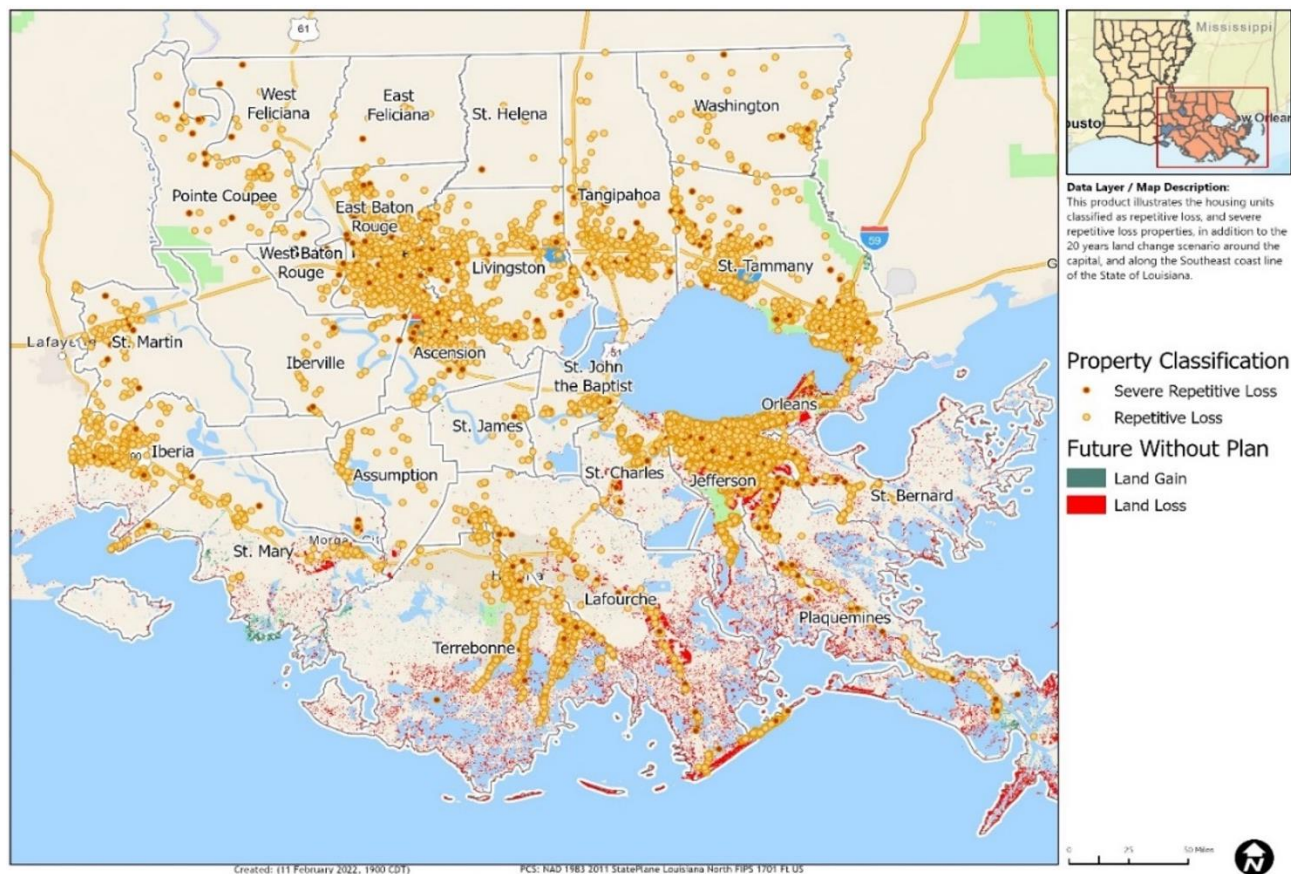 61
West
Feliciana
East
Feliciana
St. Helena
Washington
Pointe Coupee
East Baton
Rouge
Tangipahoa
59
West Baton
Rouge
Livingston
St. Tammany
G
Lafayette
St. Martin
Iberville
Ascension
51
St. John
the Baptist
Orleans
St. James
Iberia
90
Assumption
St. Charles
Jefferson
St. Bernard
St. Mary
Lafourche
Plaquemines
Terrebonne
Created: (11 February 2022, 1900 CDT)
PCS: NAD 1983 2011 StatePlane Louisiana North FIPS 1701 Ft US
Mississippi
ousto
w Orlean
Data Layer / Map Description:
This product illustrates the housing units
classified as repetitive loss, and severe
repetitive loss properties, in addition to the
20 years land change scenario around the
capital, and along the Southeast coast line
of the State of Louisiana.
Property Classification
Severe Repetitive Loss
Repetitive Loss
Future Without Plan
Land Gain
Land Loss
0 25 50 Miles
N